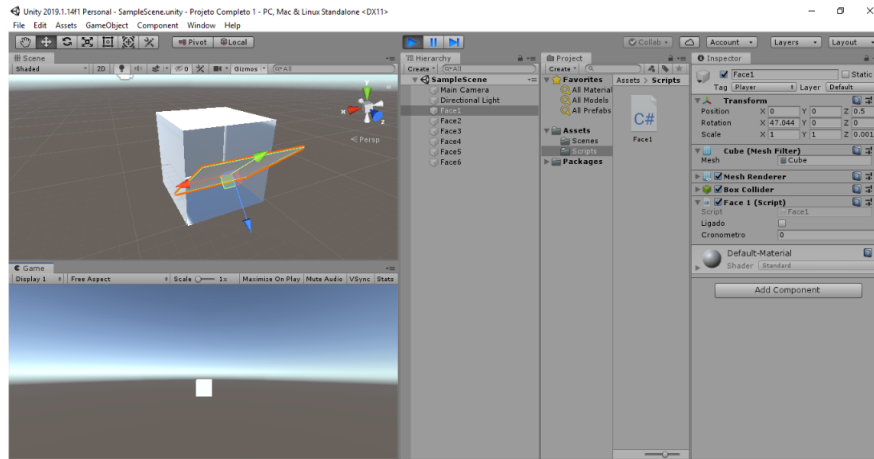 Unity 2019.1.14f1 Personal - SampleScene.unity - Projeto Completo 1 - PC, Mac & Linux Standalone <DX11>
File Edit Assets GameObject Component Window Help
Pivot Local Collab Account Layers Layout
Scene
Shaded 2D 0 Gizmos All
y
x
z
Persp
Game
Display 1 Free Aspect Scale 1x Maximize On Play Mute Audio VSync Stats
Hierarchy
Create All
SampleScene
Main Camera
Directional Light
Face1
Face2
Face3
Face4
Face5
Face6
Project
Create
Favorites
All Material
All Models
All Prefabs
Assets
Scenes
Scripts
Packages
Assets > Scripts
C#
Face1
Inspector
Face1 Static
Tag Player Layer Default
Transform
Position X 0 Y 0 Z 0.5
Rotation X 47.044 Y 0 Z 0
Scale X 1 Y 1 Z 0.001
Cube (Mesh Filter)
Mesh Cube
Mesh Renderer
Box Collider
Face 1 (Script)
Script Face1
Ligado
Cronometro 0
Default-Material
Shader Standard
Add Component